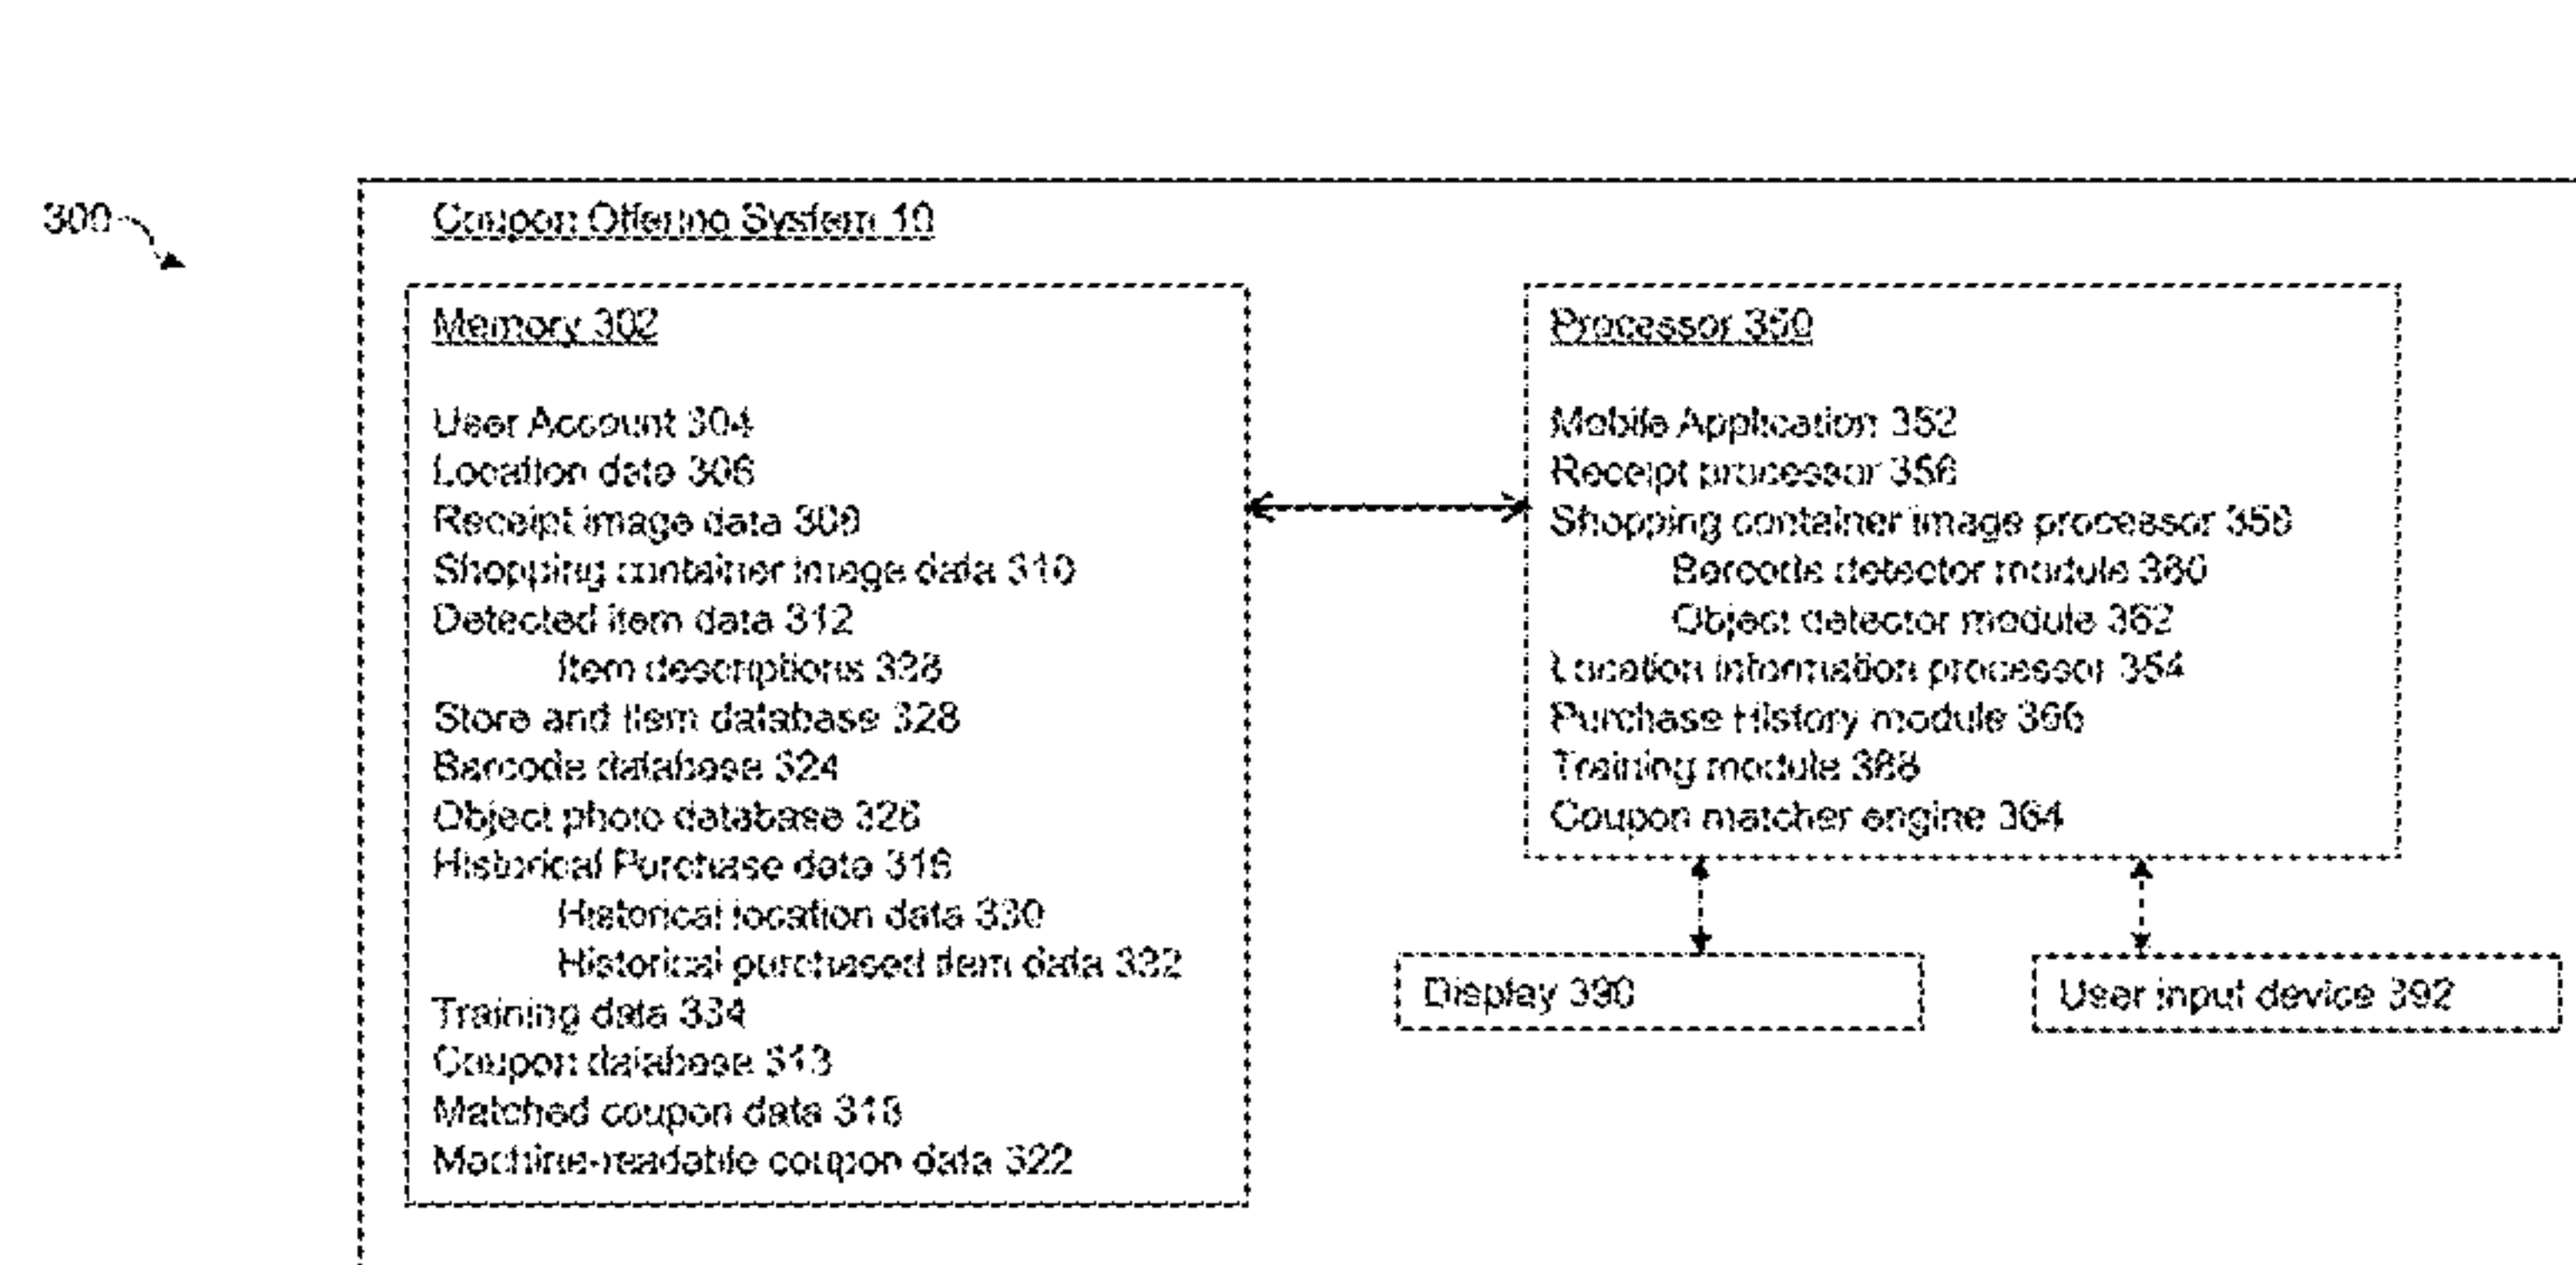 300
Coupon Offering System 10
Memory 302
User Account 304
Location data 306
Receipt image data 308
Shopping container image data 310
Detected item data 312
Item descriptions
Store and item database 328
Barcode database 324
Object photo database 326
Historical Purchase data 316
Historical location data 330
Historical purchased item data 332
Training data 334
Coupon database
Matched coupon data 318
Machine-readable coupon data 322
Processor 350
Mobile Application 352
Receipt processor 356
Shopping container image processor 358
Barcode detector module 360
Object detector module 362
Location information processor 354
Purchase History module 366
Training module 368
Coupon matcher engine 364
Display 390
User input device 392